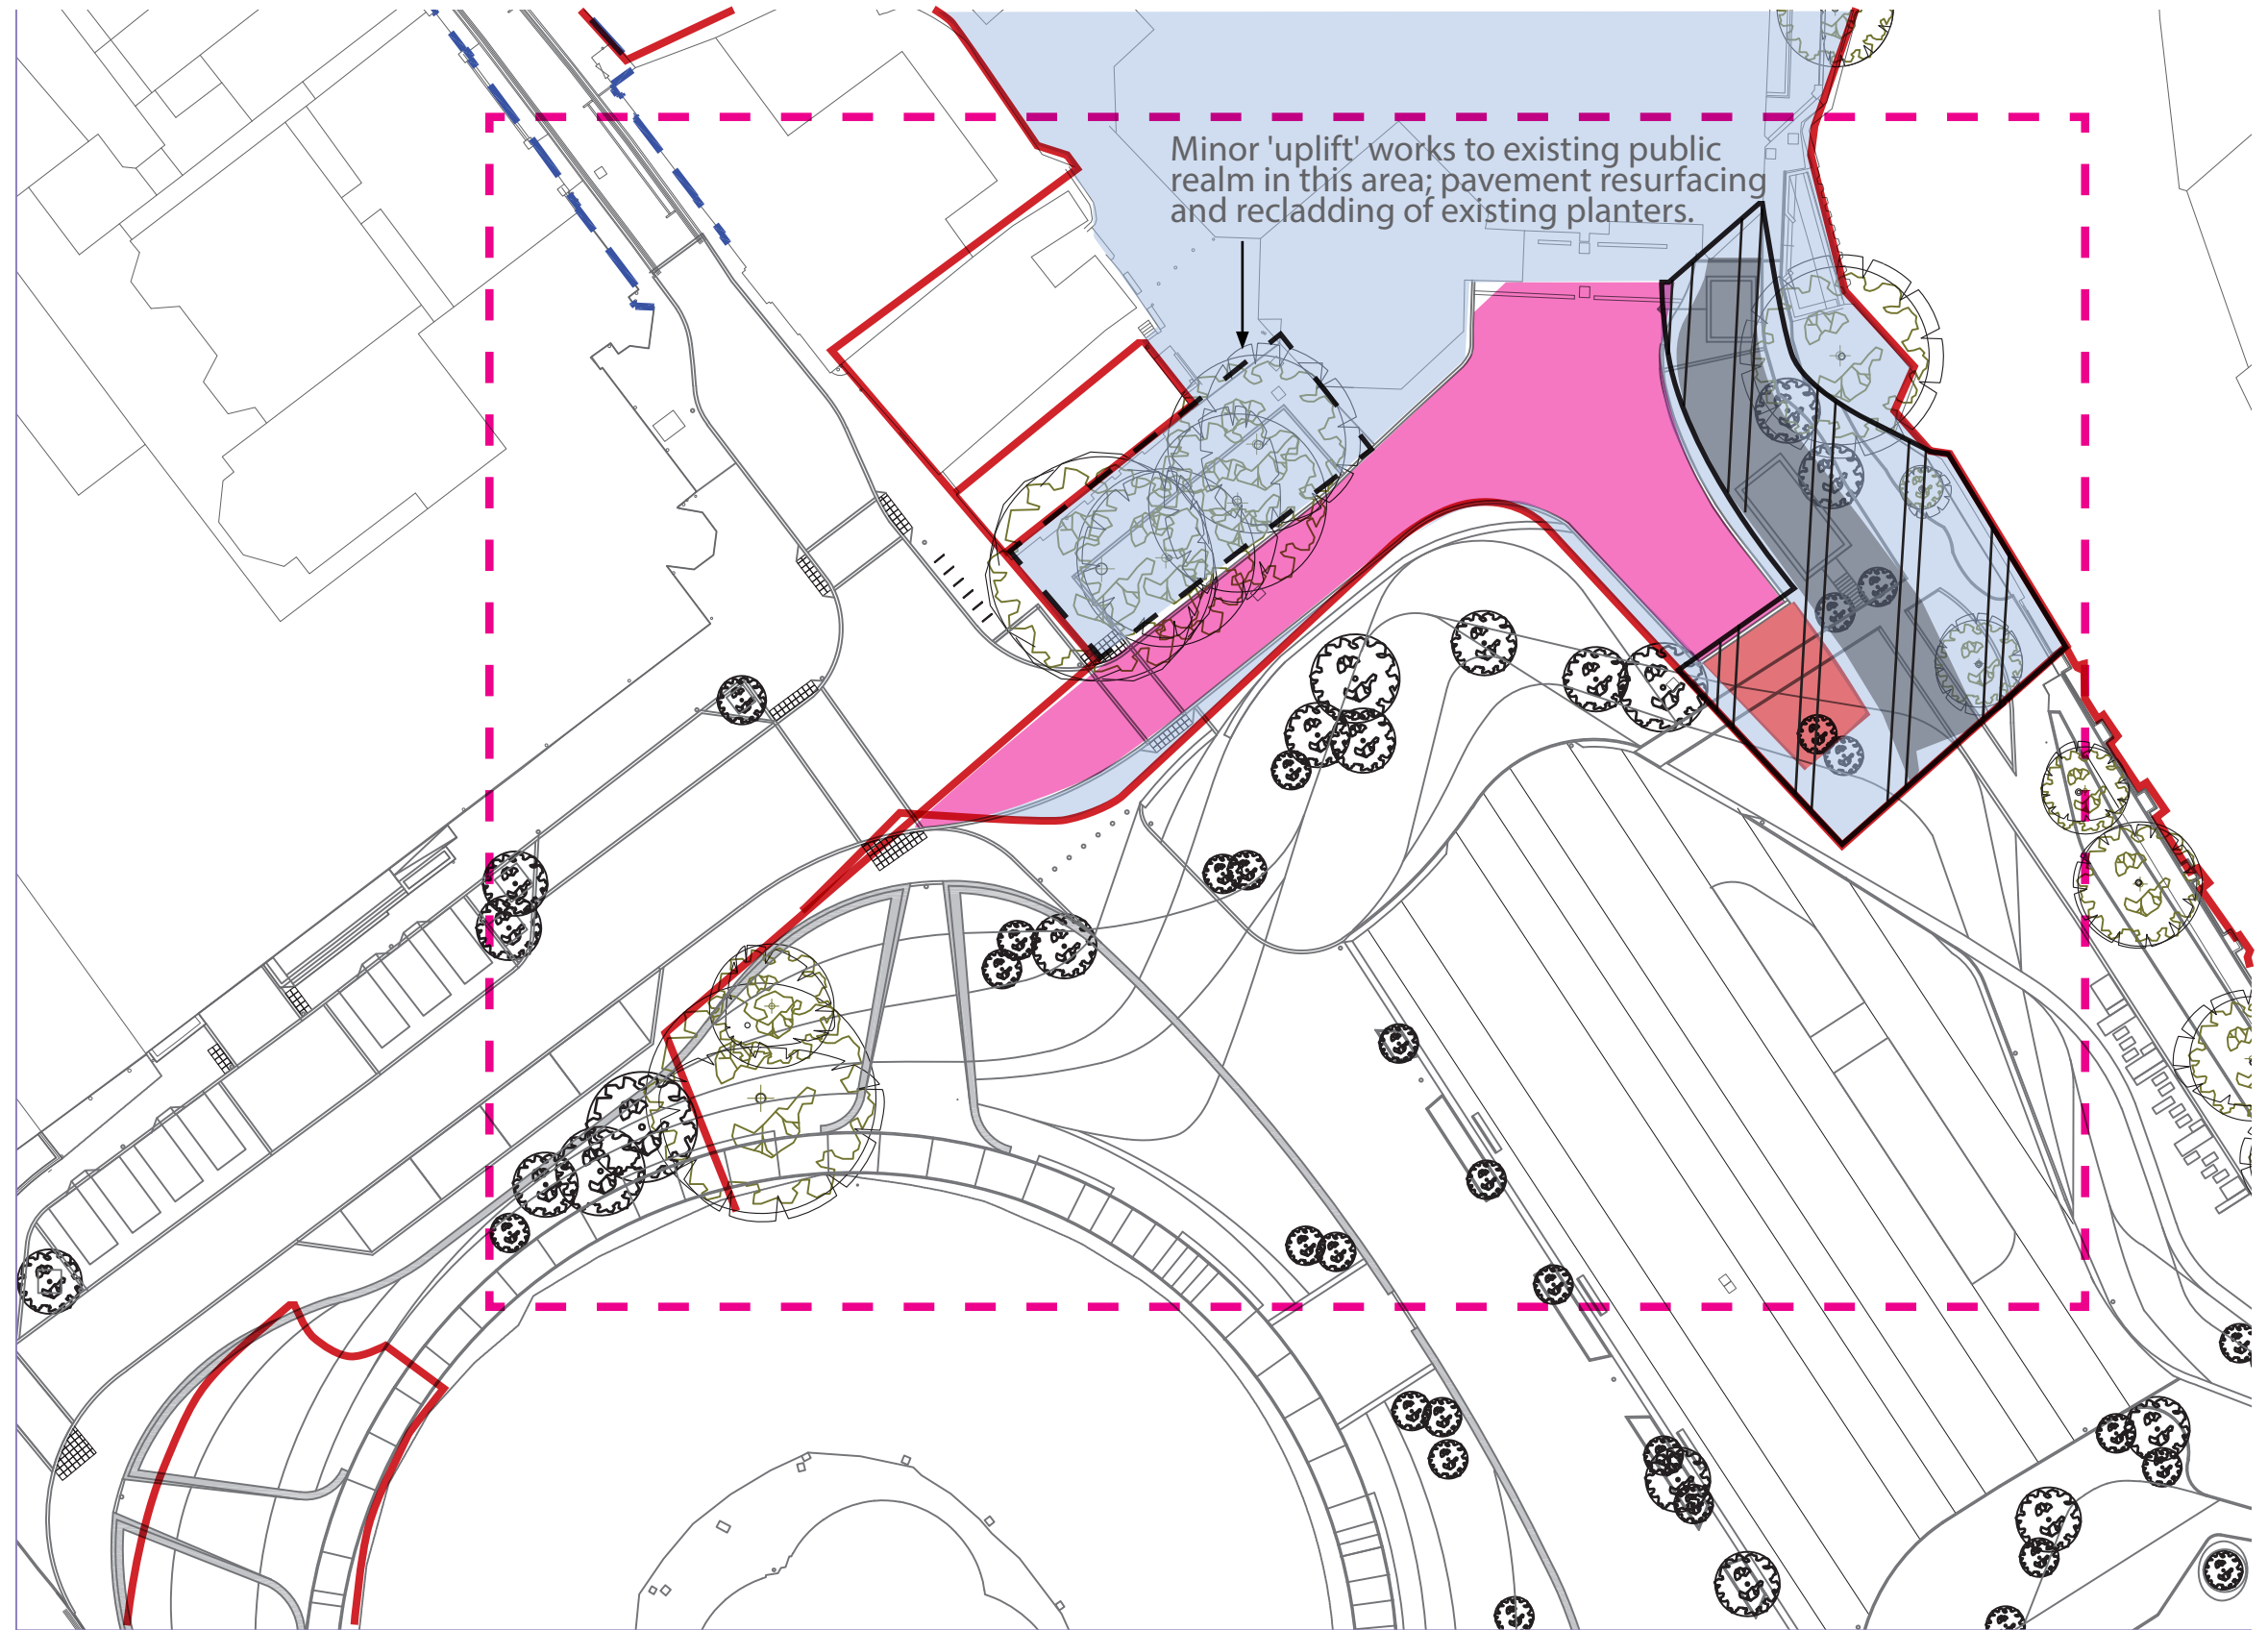 Minor 'uplift' works to existing public
realm in this area; pavement resurfacing
and recladding of existing planters.